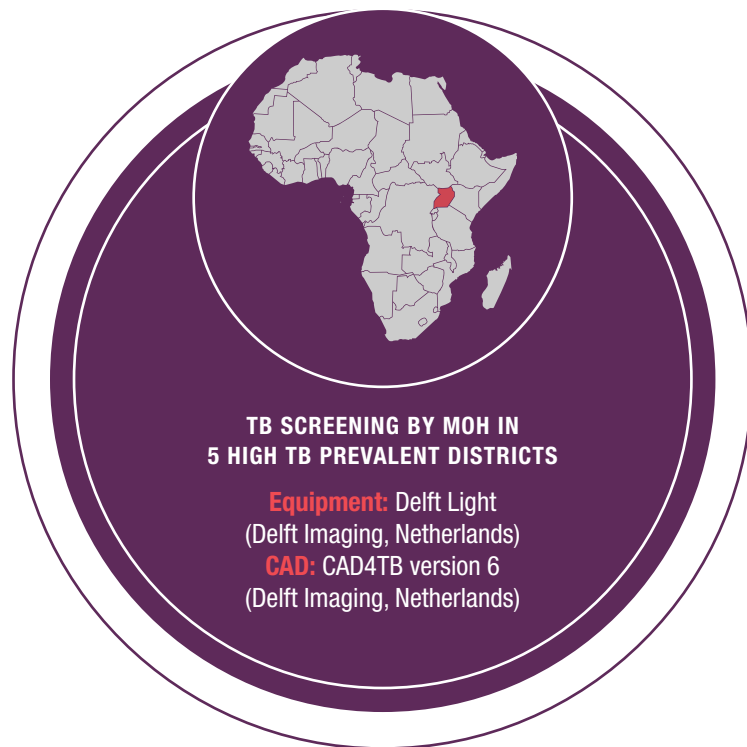 TB SCREENING BY MOH IN
5 HIGH TB PREVALENT DISTRICTS
Equipment: Delft Light
(Delft Imaging, Netherlands)
CAD: CAD4TB version 6
(Delft Imaging, Netherlands)